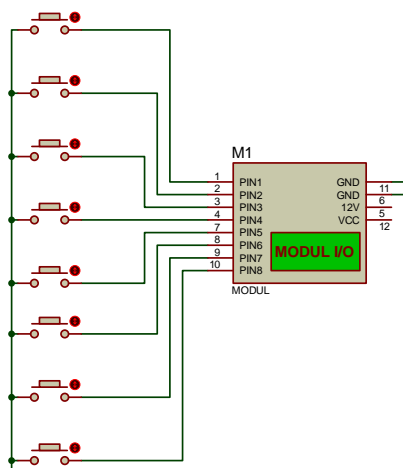 M1
1 PIN1 GND
2 PIN2 GND 11
3 PIN3 12V 6
4 PIN4 VCC 5
7 PIN5 12
8 PIN6
9 PIN7
10 PIN8
MODUL I/O
MODUL